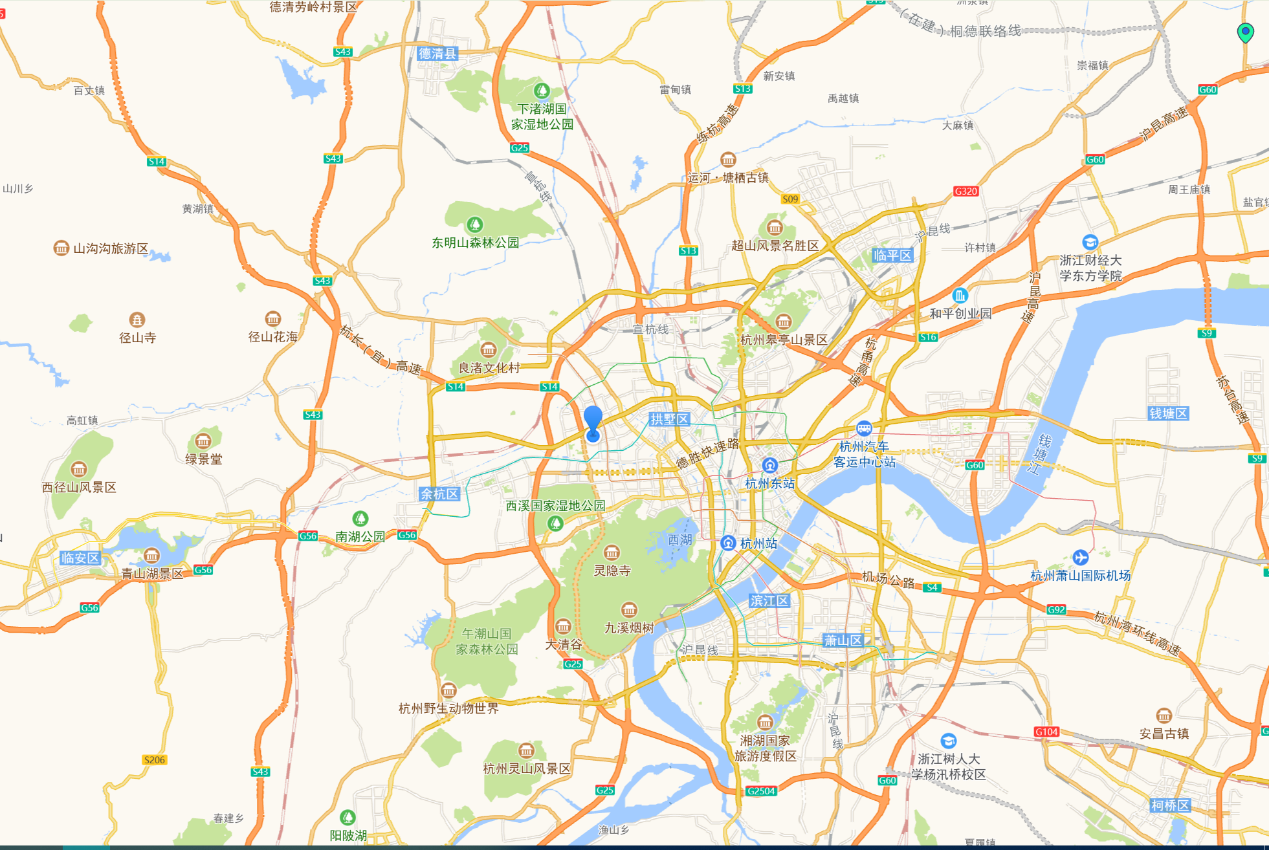 德清劳岭村景区
S13
洲泉镇
(在建)桐德联络线
S43
德清县
崇福镇
新安镇
百丈镇
雷甸镇
S13
G60
禹越镇
下渚湖国
家湿地公园
练杭高速
沪昆高速
大麻镇
G25
S14
S43
G60
运河·塘栖古镇
宣杭线
山川乡
周王庙镇
G320
S09
黄湖镇
盐官镇
东明山森林公园
沪昆线
山沟沟旅游区
S13
超山风景名胜区
临平区
许村镇
浙江财经大
学东方学院
S43
沪昆高速
和平创业园
径山寺
径山花海
杭长(宜)高速
宣杭线
杭州皋亭山景区
杭甬高速
S16
S9
良渚文化村
S14
S14
苏台高速
S43
高虹镇
拱墅区
钱塘区
绿景堂
德胜快速路
杭州汽车
客运中心站
钱塘江
S9
西径山风景区
G60
杭州东站
余杭区
西溪国家湿地公园
南湖公园
G56
G56
西湖
杭州站
临安区
青山湖景区
G56
灵隐寺
杭州萧山国际机场
机场公路
S4
G56
滨江区
G92
九溪烟树
杭州湾环线高速
午潮山国
家森林公园
大清谷
萧山区
沪昆线
G25
杭州野生动物世界
沪昆线
湘湖国家
旅游度假区
安昌古镇
G104
杭州灵山风景区
浙江树人大
学杨汛桥校区
S206
S43
G25
G2504
G60
柯桥区
春建乡
阳陂湖
渔山乡
夏履镇